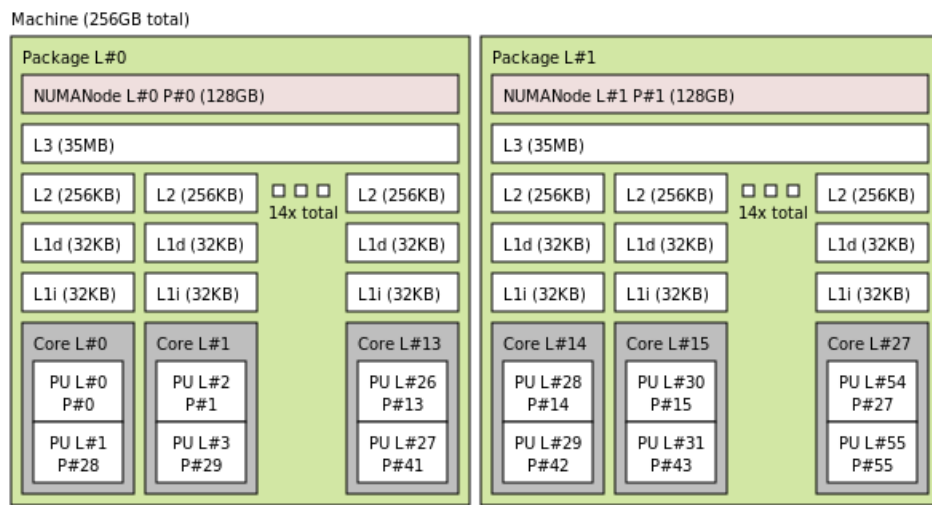 Machine (256GB total)
Package L#0
NUMANode L#0 P#0 (128GB)
L3 (35MB)
L2 (256KB)
L2 (256KB)
14x total
L2 (256KB)
L1d (32KB)
L1d (32KB)
L1d (32KB)
L1i (32KB)
L1i (32KB)
L1i (32KB)
Core L#0
PU L#0
P#0
PU L#1
P#28
Core L#1
PU L#2
P#1
PU L#3
P#29
Core L#13
PU L#26
P#13
PU L#27
P#41
Package L#1
NUMANode L#1 P#1 (128GB)
L3 (35MB)
L2 (256KB)
L2 (256KB)
14x total
L2 (256KB)
L1d (32KB)
L1d (32KB)
L1d (32KB)
L1i (32KB)
L1i (32KB)
L1i (32KB)
Core L#14
PU L#28
P#14
PU L#29
P#42
Core L#15
PU L#30
P#15
PU L#31
P#43
Core L#27
PU L#54
P#27
PU L#55
P#55